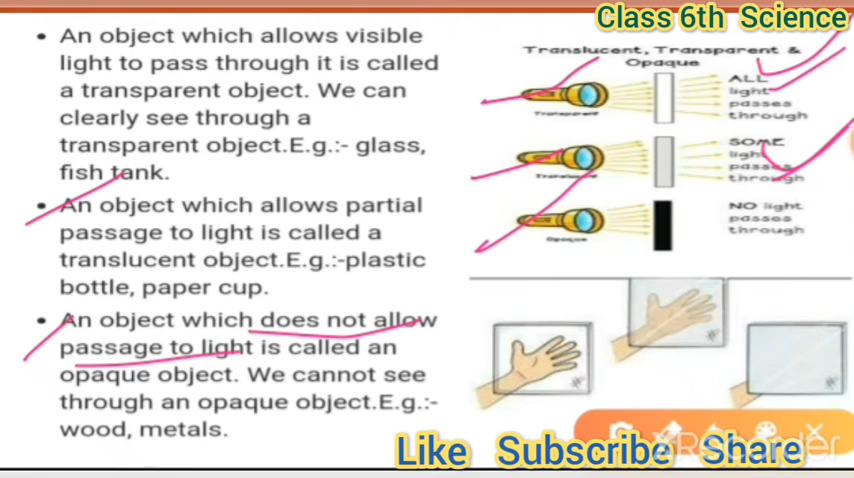 Class 6th Science
• An object which allows visible
light to pass through it is called
a transparent object. We can
clearly see through a
transparent object.E.g.:- glass,
fish tank.
• An object which allows partial
passage to light is called a
translucent object.E.g.:-plastic
bottle, paper cup.
• An object which does not allow
passage to light is called an
opaque object. We cannot see
through an opaque object.E.g.:-
wood, metals.
Translucent, Transparent &
Opaque
Transparent
ALL
light
passes
through
Translucent
SOME
light
passes
through
Opaque
NO light
passes
through
XRecorder
Like Subscribe Share